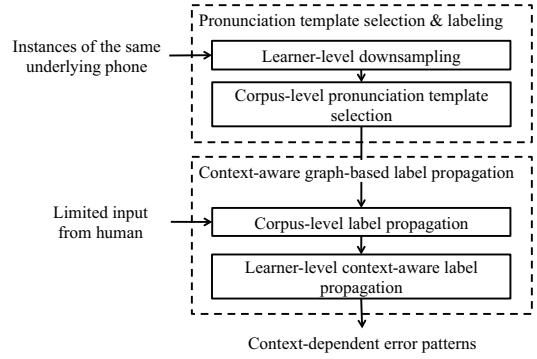 Pronunciation template selection & labeling
Instances of the same
underlying phone
Learner-level downsampling
Corpus-level pronunciation template
selection
Context-aware graph-based label propagation
Limited input
from human
Corpus-level label propagation
Learner-level context-aware label
propagation
Context-dependent error patterns